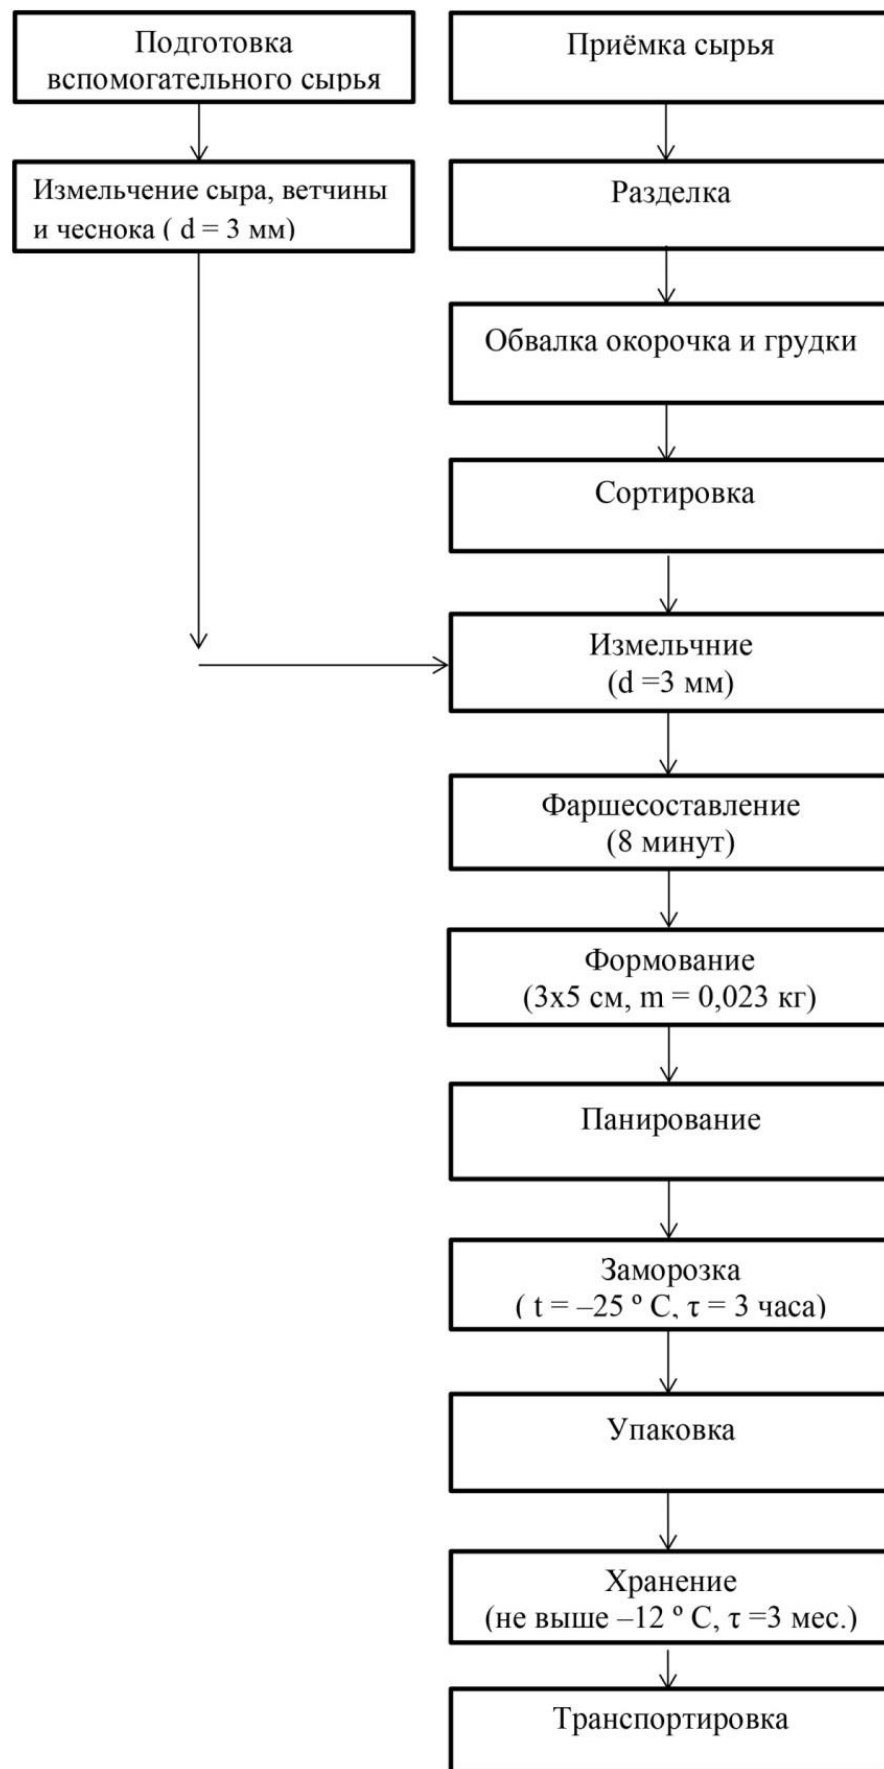 Подготовка
вспомогательного сырья
Измельчение сыра, ветчины
и чеснока ( d = 3 мм)
Приёмка сырья
Разделка
Обвалка окорочка и грудки
Сортировка
Измельчние
(d =3 мм)
Фаршесоставление
(8 минут)
Формование
(3х5 см, m = 0,023 кг)
Панирование
Заморозка
( t = –25 º С, τ = 3 часа)
Упаковка
Хранение
(не выше –12 º С, τ =3 мес.)
Транспортировка